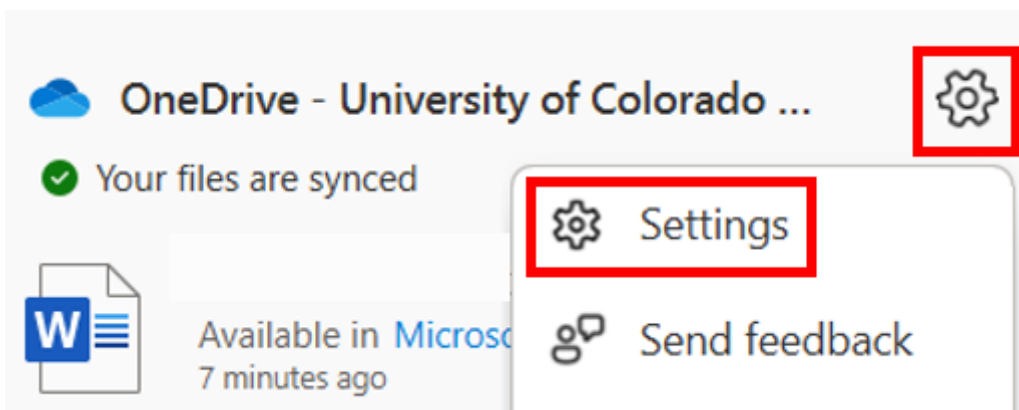 OneDrive - University of Colorado ...
Your files are synced
Settings
W
Available in
Send feedback
7 minutes ago